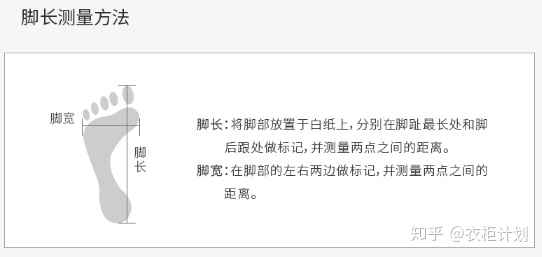 脚长测量方法
脚宽
脚长
脚长：将脚部放置于白纸上，分别在脚趾最长处和脚
后跟处做标记，并测量两点之间的距离。
脚宽：在脚部的左右两边做标记，并测量两点之间的
距离。
知乎 @衣柜计划